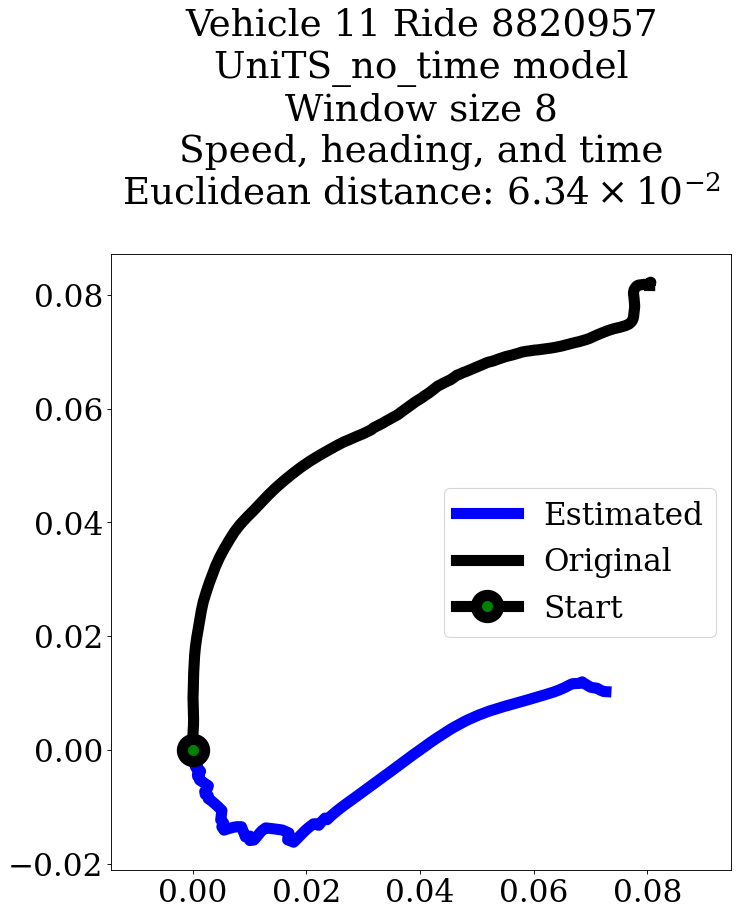 Vehicle 11 Ride 8820957
UniTS_no_time model
Window size 8
Speed, heading, and time
Euclidean distance: 6.34 × 10⁻²
0.08
0.06
0.04
0.02
0.00
−0.02
Estimated
Original
Start
0.00 0.02 0.04 0.06 0.08